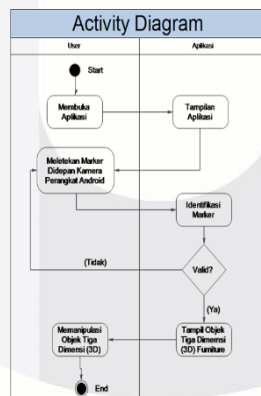 Activity Diagram
User
Aplikasi
Start
Membuka
Aplikasi
Tampilan
Aplikasi
Meletekan Marker
Didepan Kamera
Perangkat Android
Identifikasi
Marker
(Tidak)
Valid?
(Ya)
Memanipulasi
Objek Tiga
Dimensi (3D)
Tampil Objek
Tiga Dimemsi
(3D) Furniture
End